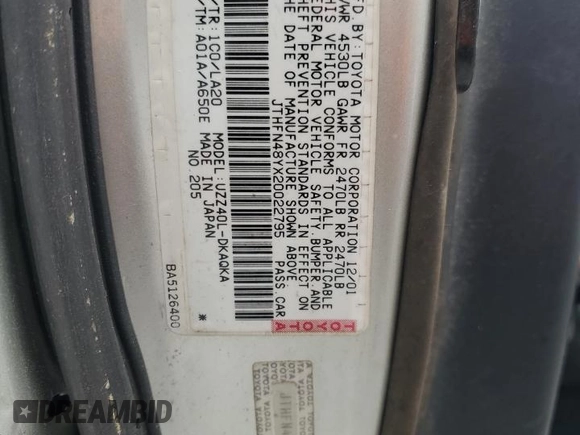 MFD.BY:TOYOTA MOTOR CORPORATION 12/01
GVWR 4530LB GAWR FR 2470LB RR 2470LB
THIS VEHICLE CONFORMS TO ALL APPLICABLE
FEDERAL MOTOR VEHICLE SAFETY,BUMPER,AND
THEFT PREVENTION STANDARDS IN EFFECT ON
THE DATE OF MANUFACTURE SHOWN ABOVE.
JTHFN48YX20022795 PASS.CAR
C/TR:1C0/LA20 MODEL:UZZ40L-DKAQKA
A/TM:A01A/A650E MADE IN JAPAN
NO.205
BA5126400
*
TOYOTA
JTHFN4
TOYOTA
DREAMBID